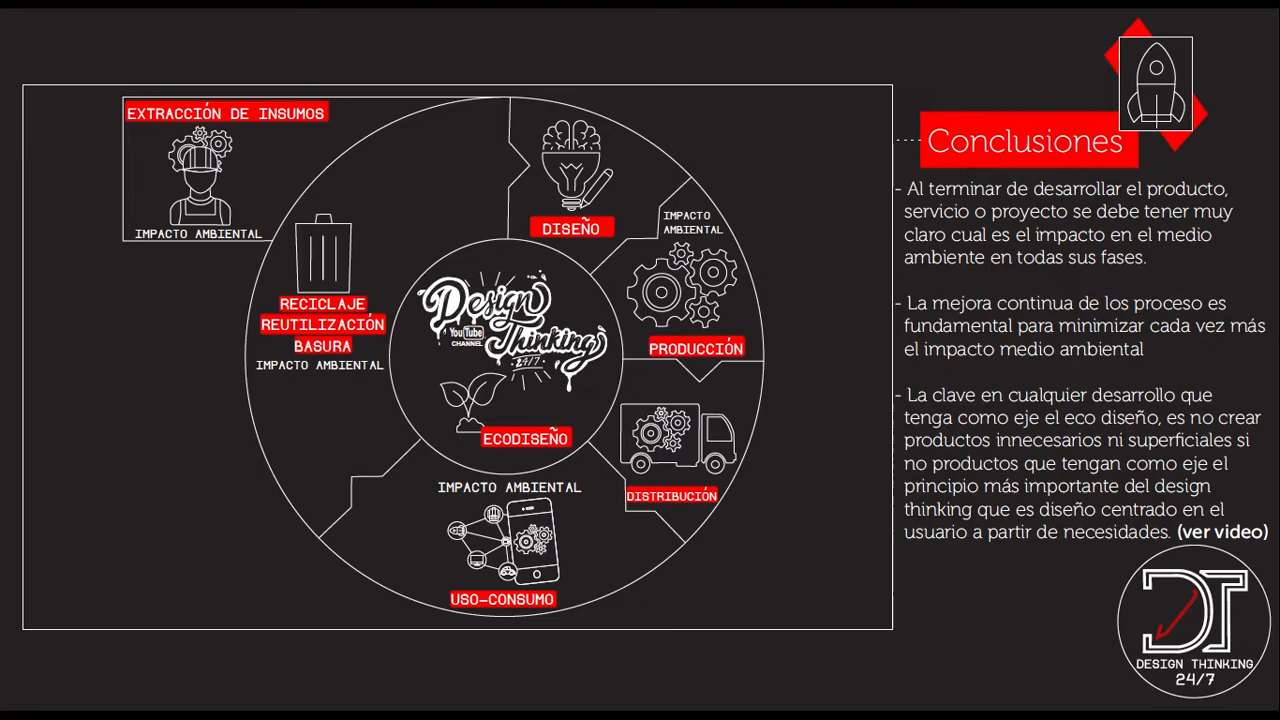 EXTRACCIÓN DE INSUMOS
IMPACTO AMBIENTAL
DISEÑO
IMPACTO
AMBIENTAL
PRODUCCIÓN
DISTRIBUCIÓN
IMPACTO AMBIENTAL
USO-CONSUMO
RECICLAJE
REUTILIZACIÓN
BASURA
IMPACTO AMBIENTAL
Design
YouTube
CHANNEL
Thinking
24/7
ECODISEÑO
Conclusiones
- Al terminar de desarrollar el producto,
servicio o proyecto se debe tener muy
claro cual es el impacto en el medio
ambiente en todas sus fases.
- La mejora continua de los proceso es
fundamental para minimizar cada vez más
el impacto medio ambiental
- La clave en cualquier desarrollo que
tenga como eje el eco diseño, es no crear
productos innecesarios ni superficiales si
no productos que tengan como eje el
principio más importante del design
thinking que es diseño centrado en el
usuario a partir de necesidades. (ver video)
DT
DESIGN THINKING
24/7